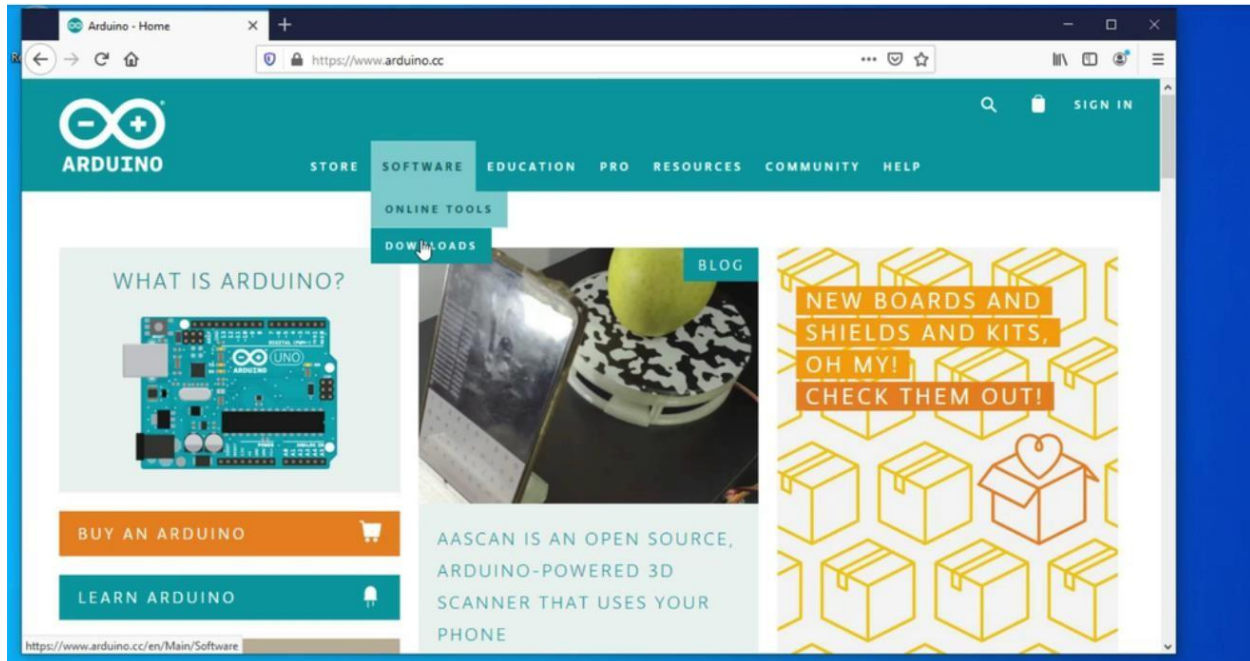 Arduino - Home
https://www.arduino.cc
SIGN IN
ARDUINO
STORE SOFTWARE EDUCATION PRO RESOURCES COMMUNITY HELP
ONLINE TOOLS
DOWNLOADS
WHAT IS ARDUINO?
UNO
ARDUINO
BUY AN ARDUINO
LEARN ARDUINO
BLOG
AASCAN IS AN OPEN SOURCE,
ARDUINO-POWERED 3D
SCANNER THAT USES YOUR
PHONE
NEW BOARDS AND
SHIELDS AND KITS,
OH MY!
CHECK THEM OUT!
https://www.arduino.cc/en/Main/Software